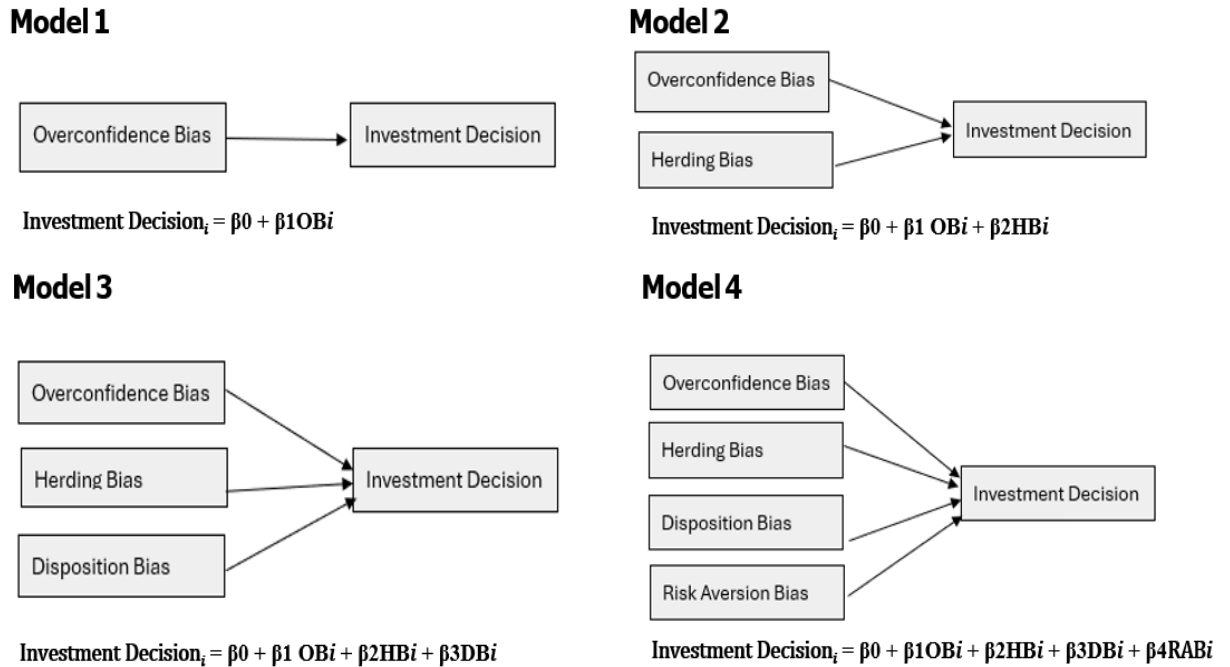 Model 1
Overconfidence Bias
Investment Decision
Investment Decisionᵢ = β0 + β1OBi
Model 2
Overconfidence Bias
Herding Bias
Investment Decision
Investment Decisionᵢ = β0 + β1 OBi + β2HBi
Model 3
Overconfidence Bias
Herding Bias
Investment Decision
Disposition Bias
Investment Decisionᵢ = β0 + β1 OBi + β2HBi + β3DBi
Model 4
Overconfidence Bias
Herding Bias
Investment Decision
Disposition Bias
Risk Aversion Bias
Investment Decisionᵢ = β0 + β1OBi + β2HBi + β3DBi + β4RABi